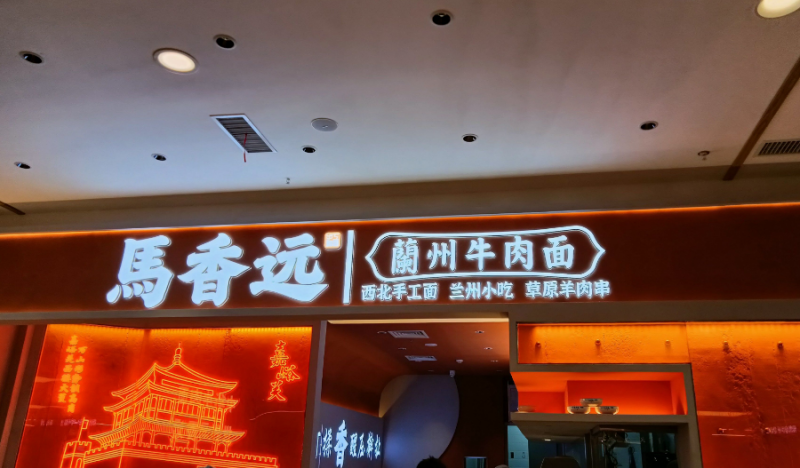 馬香远
蘭州牛肉面
西北手工面 兰州小吃 草原羊肉串
嘉峪关
香